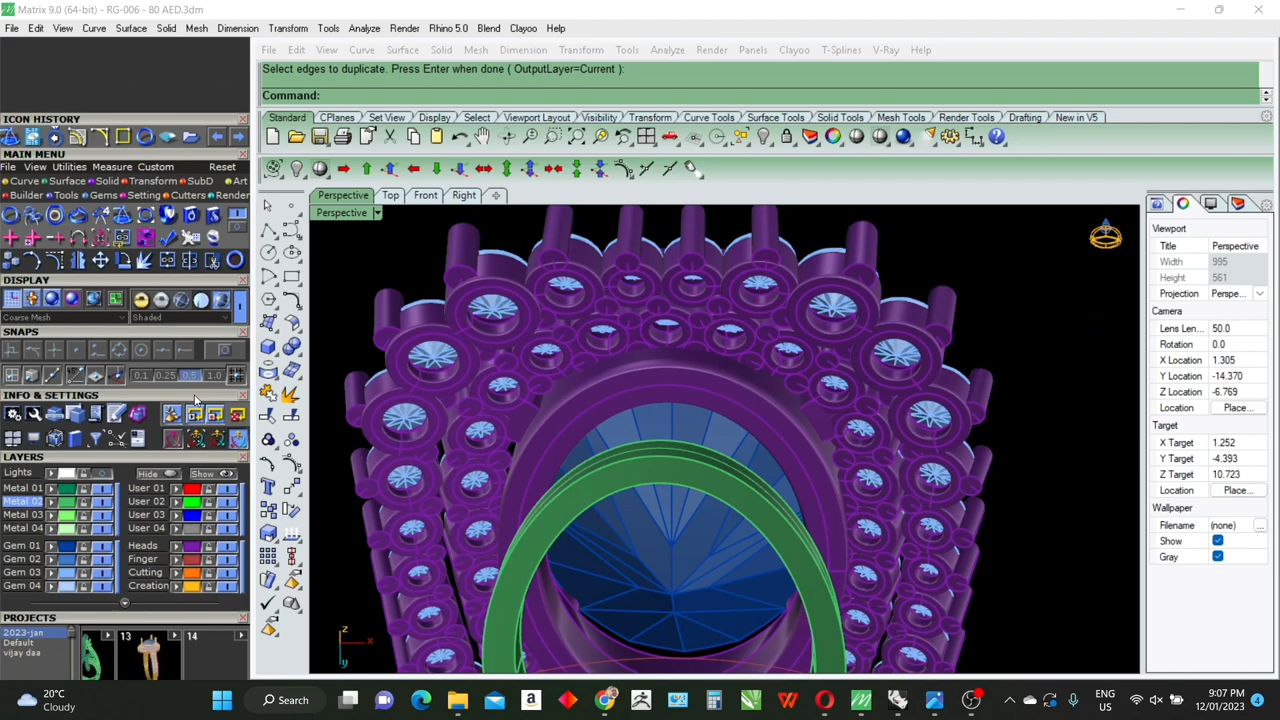 Matrix 9.0 (64-bit) - RG-006 - 80 AED.3dm
File Edit View Curve Surface Solid Mesh Dimension Transform Tools Analyze Render Rhino 5.0 Blend Clayoo Help
File Edit View Curve Surface Solid Mesh Dimension Transform Tools Analyze Render Panels Clayoo T-Splines V-Ray Help
Select edges to duplicate. Press Enter when done ( OutputLayer=Current ):
Command:
Standard CPlanes Set View Display Select Viewport Layout Visibility Transform Curve Tools Surface Tools Solid Tools Mesh Tools Render Tools Drafting New in V5
Perspective Top Front Right
Perspective
ICON HISTORY
MAIN MENU
File View Utilities Measure Custom Reset
Curve Surface Solid Transform SubD Art
Builder Tools Gems Setting Cutters Render
DISPLAY
Coarse Mesh Shaded
SNAPS
0.1 0.25 0.5 1.0
INFO & SETTINGS
LAYERS
Lights Hide Show
Metal 01 User 01
Metal 02 User 02
Metal 03 User 03
Metal 04 User 04
Gem 01 Heads
Gem 02 Finger
Gem 03 Cutting
Gem 04 Creation
PROJECTS
2023-jan 13 14
Default
vijay daa
z
x
y
Viewport
Title Perspective
Width 995
Height 561
Projection Perspe...
Camera
Lens Len... 50.0
Rotation 0.0
X Location 1.305
Y Location -14.370
Z Location -6.769
Location Place...
Target
X Target 1.252
Y Target -4.393
Z Target 10.723
Location Place...
Wallpaper
Filename (none) ...
Show
Gray
20°C
Cloudy
Search
ENG
US
9:07 PM
12/01/2023
4